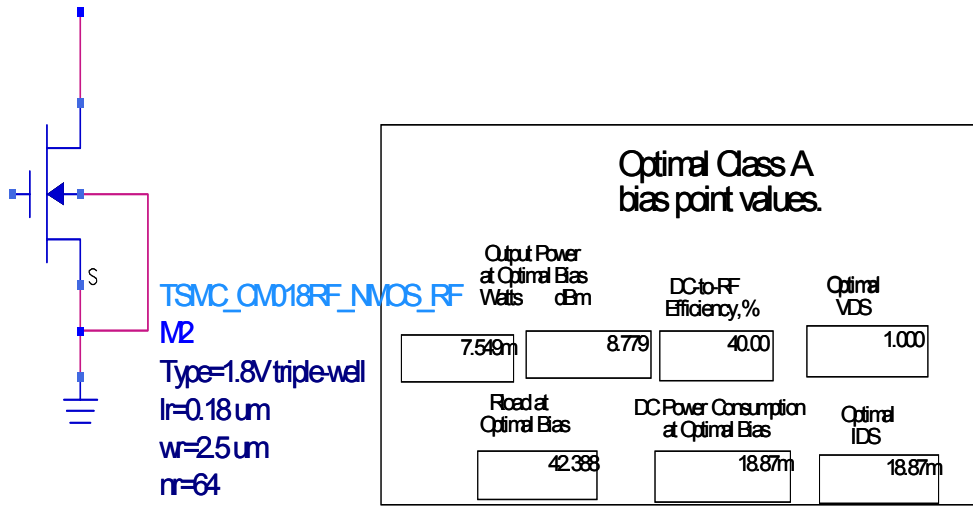 S
TSMC_CM018RF_NMOS_RF
M2
Type=1.8V triple-well
lr=0.18 um
wr=2.5 um
nr=64
Optimal Class A
bias point values.
Output Power
at Optimal Bias
Watts dBm
DC-to-RF
Efficiency,%
Optimal
VDS
7.549m 8.779 40.00 1.000
Rload at
Optimal Bias
DC Power Consumption
at Optimal Bias
Optimal
IDS
42.388 18.87m 18.87m